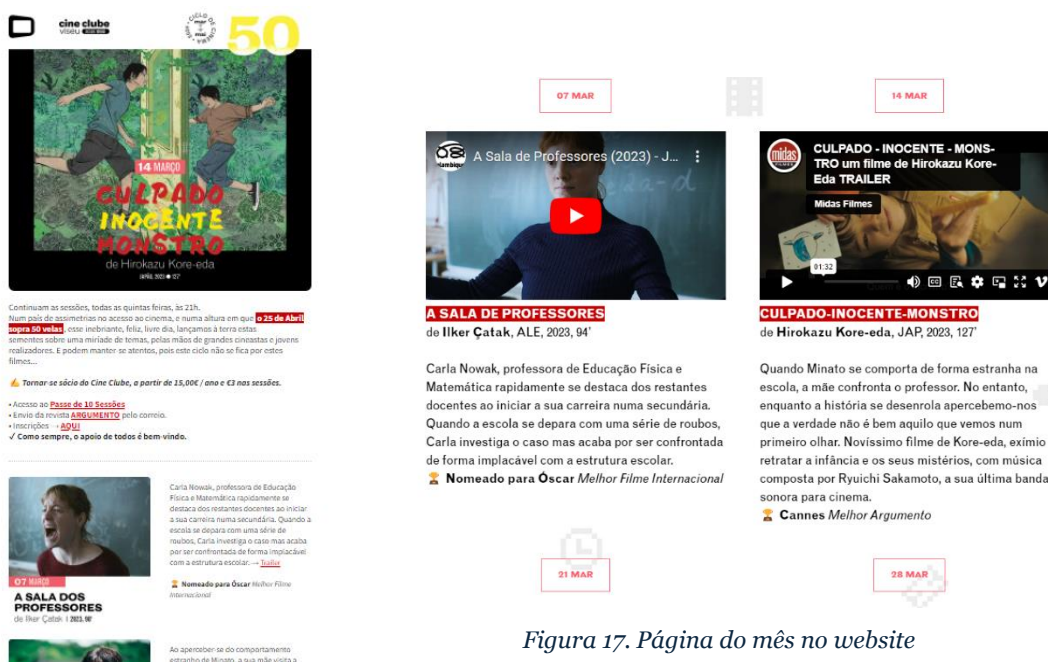 cine clube
viseu
CICLO DE CINEMA
mar
mai
50
14 MARÇO
CULPADO
INOCENTE
MONSTRO
de Hirokazu Kore-eda
JAPÃO, 2023 127'
Continuam as sessões, todas as quintas feiras, às 21h.
Num país de assimetrias no acesso ao cinema, e numa altura em que o 25 de Abril
sopra 50 velas, esse inebriante, feliz, livre dia, lançamos à terra estas
sementes sobre uma miríade de temas, pelas mãos de grandes cineastas e jovens
realizadores. E podem manter-se atentos, pois este ciclo não se fica por estes
filmes...
👍 Tornar-se sócio do Cine Clube, a partir de 15,00€ / ano e €3 nas sessões.
• Acesso ao Passe de 10 Sessões
• Envio da revista ARGUMENTO pelo correio.
• Inscrições → AQUI
✓ Como sempre, o apoio de todos é bem-vindo.
07 MARÇO
A SALA DOS
PROFESSORES
de Ilker Çatak | 2023, 98'
Carla Nowak, professora de Educação
Física e Matemática rapidamente se
destaca dos restantes docentes ao iniciar
a sua carreira numa secundária. Quando a
escola se depara com uma série de
roubos, Carla investiga o caso mas acaba
por ser confrontada de forma implacável
com a estrutura escolar. → Trailer
🏆 Nomeado para Óscar Melhor Filme
Internacional
Ao aperceber-se do comportamento
estranho de Minato, a sua mãe visita a
07 MAR
A Sala de Professores (2023) - J...
A SALA DE PROFESSORES
de Ilker Çatak, ALE, 2023, 94’
Carla Nowak, professora de Educação Física e
Matemática rapidamente se destaca dos restantes
docentes ao iniciar a sua carreira numa secundária.
Quando a escola se depara com uma série de roubos,
Carla investiga o caso mas acaba por ser confrontada
de forma implacável com a estrutura escolar.
🏆 Nomeado para Óscar Melhor Filme Internacional
14 MAR
midas
FILMES
CULPADO - INOCENTE - MONS-
TRO um filme de Hirokazu Kore-
Eda TRAILER
Midas Filmes
01:32
CC
CULPADO-INOCENTE-MONSTRO
de Hirokazu Kore-eda, JAP, 2023, 127’
Quando Minato se comporta de forma estranha na
escola, a mãe confronta o professor. No entanto,
enquanto a história se desenrola apercebemo-nos
que a verdade não é bem aquilo que vemos num
primeiro olhar. Novíssimo filme de Kore-eda, exímio
retratar a infância e os seus mistérios, com música
composta por Ryuichi Sakamoto, a sua última banda
sonora para cinema.
🏆 Cannes Melhor Argumento
21 MAR
28 MAR
Figura 17. Página do mês no website